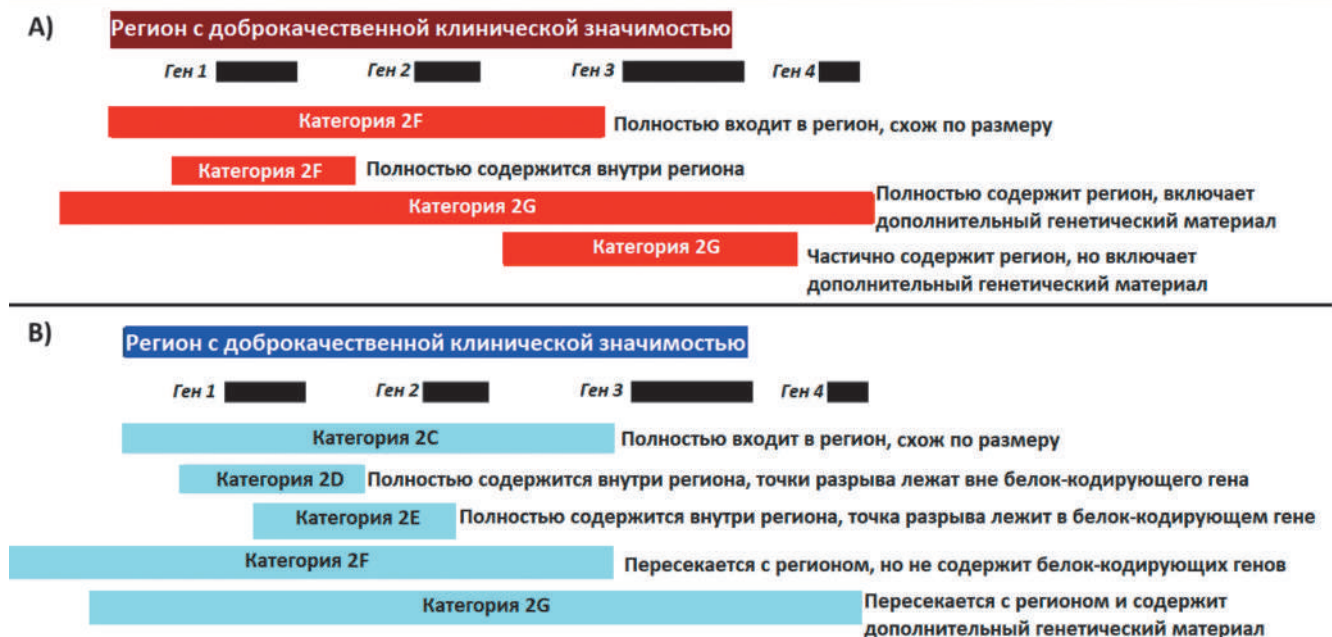 A)
Регион с доброкачественной клинической значимостью
Ген 1 Ген 2 Ген 3 Ген 4
Категория 2F Полностью входит в регион, схож по размеру
Категория 2F Полностью содержится внутри региона
Категория 2G Полностью содержит регион, включает
дополнительный генетический материал
Категория 2G Частично содержит регион, но включает
дополнительный генетический материал
B)
Регион с доброкачественной клинической значимостью
Ген 1 Ген 2 Ген 3 Ген 4
Категория 2C Полностью входит в регион, схож по размеру
Категория 2D Полностью содержится внутри региона, точки разрыва лежат вне белок-кодирующего гена
Категория 2E Полностью содержится внутри региона, точка разрыва лежит в белок-кодирующем гене
Категория 2F Пересекается с регионом, но не содержит белок-кодирующих генов
Категория 2G Пересекается с регионом и содержит
дополнительный генетический материал